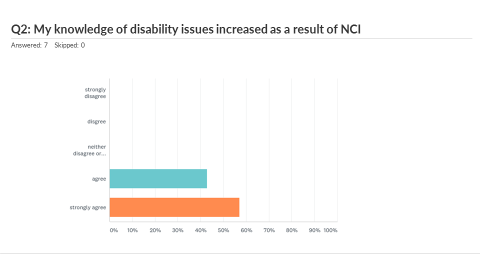 Q2: My knowledge of disability issues increased as a result of NCI
Answered: 7 Skipped: 0
strongly
disagree
disgree
neither
disagree or...
agree
strongly agree
0% 10% 20% 30% 40% 50% 60% 70% 80% 90% 100%